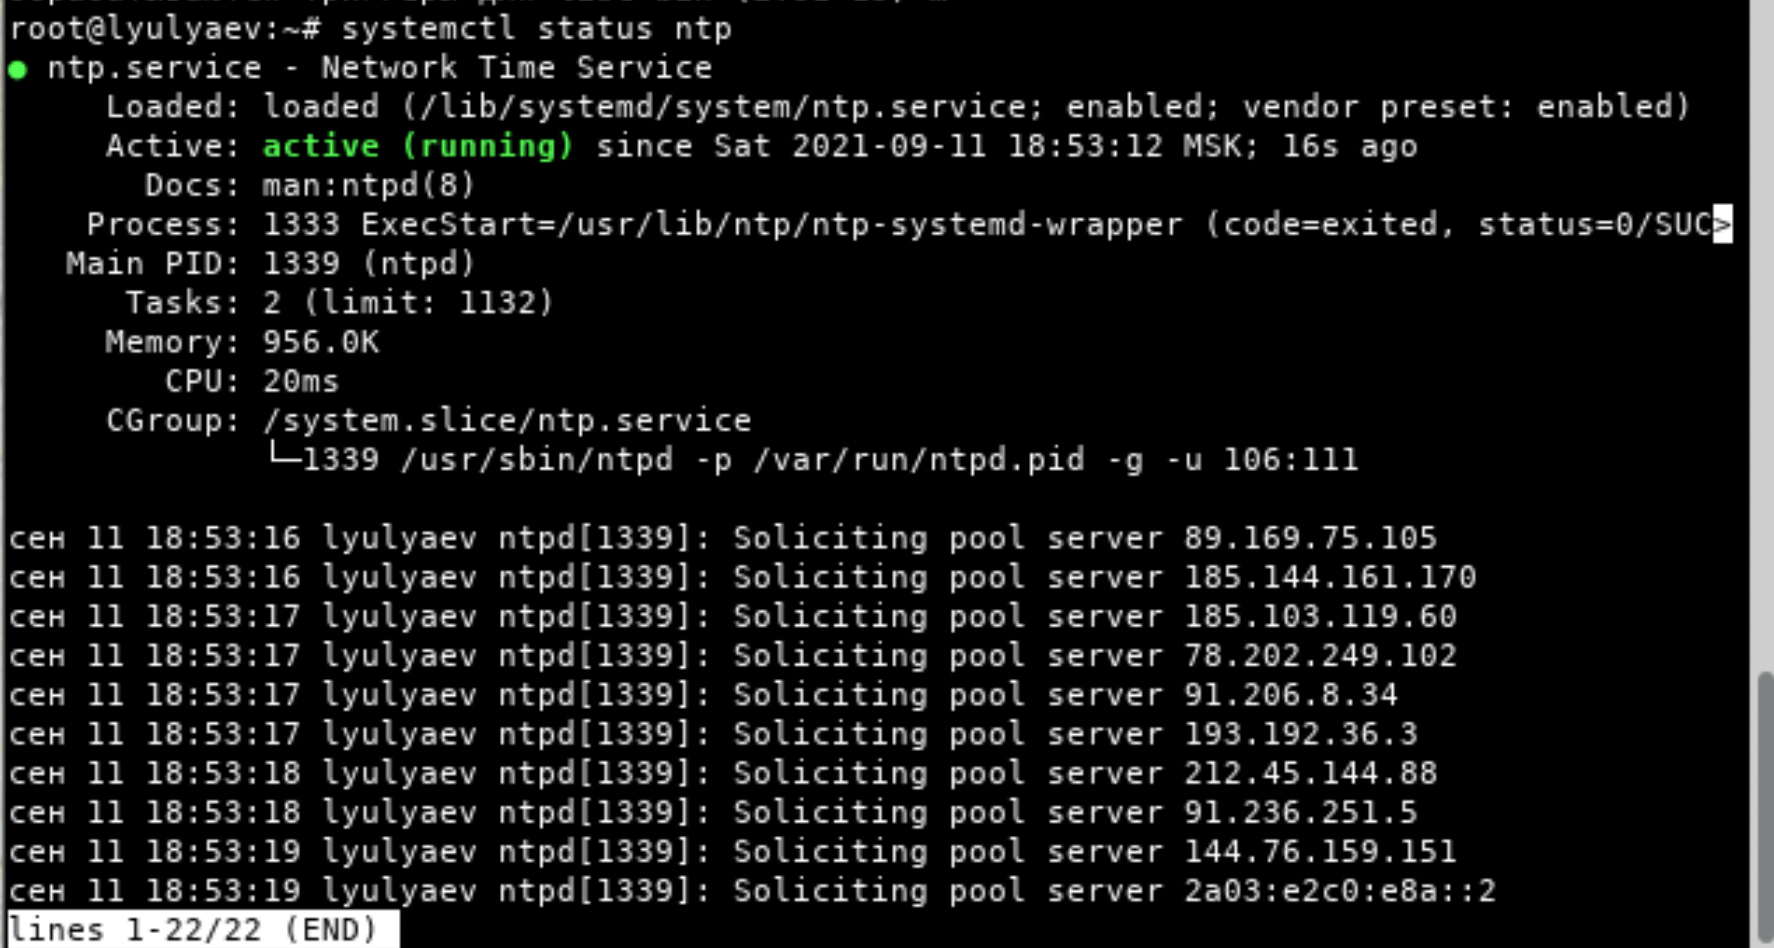 root@lyulyaev:~# systemctl status ntp
● ntp.service - Network Time Service
     Loaded: loaded (/lib/systemd/system/ntp.service; enabled; vendor preset: enabled)
     Active: active (running) since Sat 2021-09-11 18:53:12 MSK; 16s ago
       Docs: man:ntpd(8)
    Process: 1333 ExecStart=/usr/lib/ntp/ntp-systemd-wrapper (code=exited, status=0/SUC>
   Main PID: 1339 (ntpd)
      Tasks: 2 (limit: 1132)
     Memory: 956.0K
        CPU: 20ms
     CGroup: /system.slice/ntp.service
             └─1339 /usr/sbin/ntpd -p /var/run/ntpd.pid -g -u 106:111
сен 11 18:53:16 lyulyaev ntpd[1339]: Soliciting pool server 89.169.75.105
сен 11 18:53:16 lyulyaev ntpd[1339]: Soliciting pool server 185.144.161.170
сен 11 18:53:17 lyulyaev ntpd[1339]: Soliciting pool server 185.103.119.60
сен 11 18:53:17 lyulyaev ntpd[1339]: Soliciting pool server 78.202.249.102
сен 11 18:53:17 lyulyaev ntpd[1339]: Soliciting pool server 91.206.8.34
сен 11 18:53:17 lyulyaev ntpd[1339]: Soliciting pool server 193.192.36.3
сен 11 18:53:18 lyulyaev ntpd[1339]: Soliciting pool server 212.45.144.88
сен 11 18:53:18 lyulyaev ntpd[1339]: Soliciting pool server 91.236.251.5
сен 11 18:53:19 lyulyaev ntpd[1339]: Soliciting pool server 144.76.159.151
сен 11 18:53:19 lyulyaev ntpd[1339]: Soliciting pool server 2a03:e2c0:e8a::2
lines 1-22/22 (END)